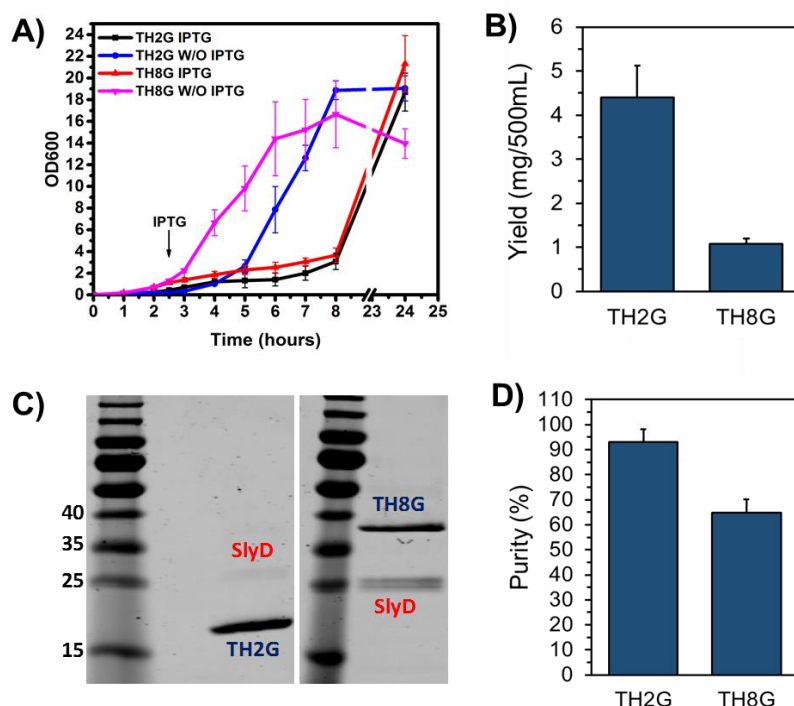 A)
TH2G IPTG
TH2G W/O IPTG
TH8G IPTG
TH8G W/O IPTG
24
22
20
18
16
14
12
10
8
6
4
2
0
OD600
IPTG
0 1 2 3 4 5 6 7 8 23 24 25
Time (hours)
B)
6
5
4
3
2
1
0
Yield (mg/500mL)
TH2G TH8G
C)
40
35
25
15
SlyD
TH2G
TH8G
SlyD
D)
110
100
90
80
70
60
50
40
30
20
10
0
Purity (%)
TH2G TH8G